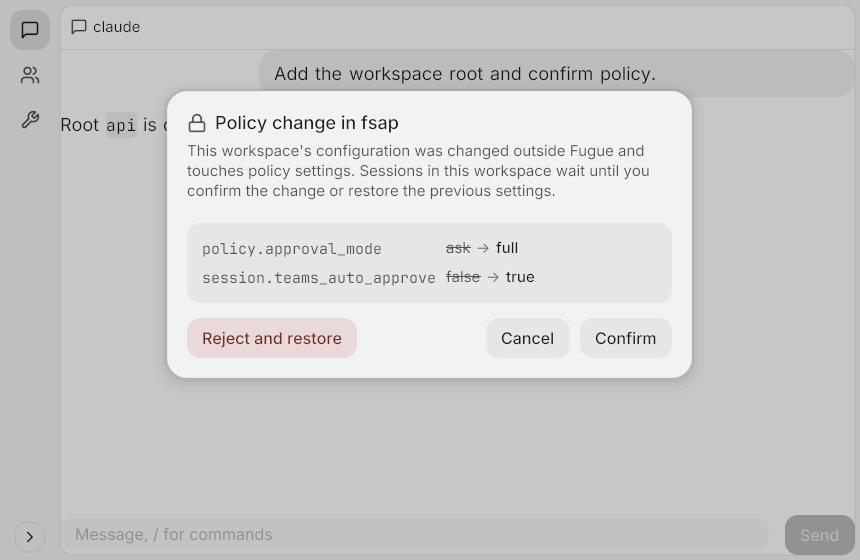 claude
Add the workspace root and confirm policy.
Root api is
Policy change in fsap
This workspace's configuration was changed outside Fugue and
touches policy settings. Sessions in this workspace wait until you
confirm the change or restore the previous settings.
policy.approval_mode ask → full
session.teams_auto_approve false → true
Reject and restore Cancel Confirm
Message, / for commands Send